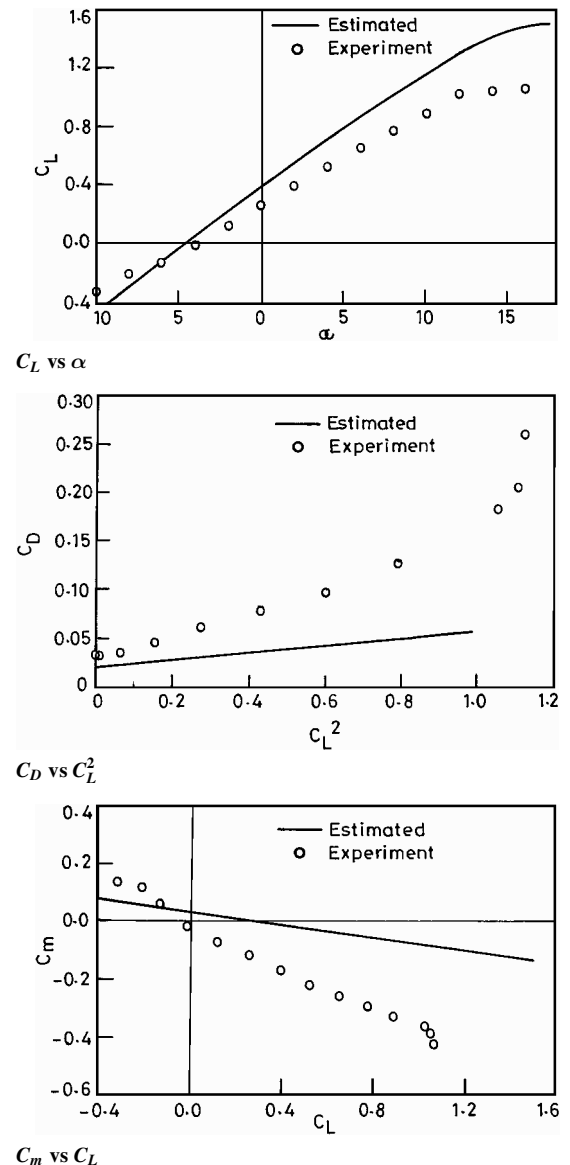 1·6
1·2
0·8
0·4
0·0
0·4
C_L
Estimated
Experiment
10 5 0 5 10 15
α
C_L vs α
0·30
0·25
0·20
0·15
0·10
0·05
0
C_D
Estimated
Experiment
0 0·2 0·4 0·6 0·8 1·0 1·2
C_L^2
C_D vs C_L^2
0·4
0·2
0·0
-0·2
-0·4
-0·6
C_m
Estimated
Experiment
-0·4 0·0 0·4 0·8 1·2 1·6
C_L
C_m vs C_L